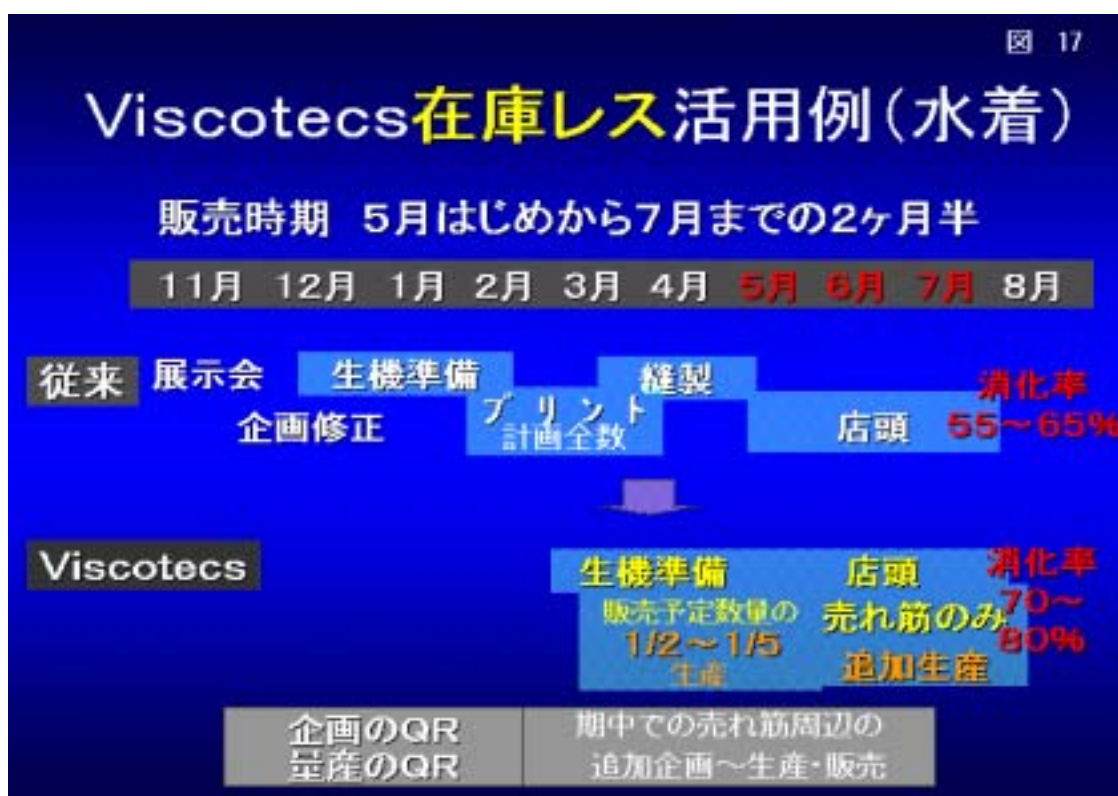 図 17
Viscotecs在庫レス活用例(水着)
販売時期 5月はじめから7月までの2ヶ月半
11月 12月 1月 2月 3月 4月 5月 6月 7月 8月
従来
展示会
生機準備
縫製
消化率
55~65%
企画修正
プリント
計画全数
店頭
Viscotecs
生機準備
店頭
消化率
70~
80%
販売予定数量の
1/2~1/5
生産
売れ筋のみ
追加生産
企画のQR
量産のQR
期中での売れ筋周辺の
追加企画~生産・販売